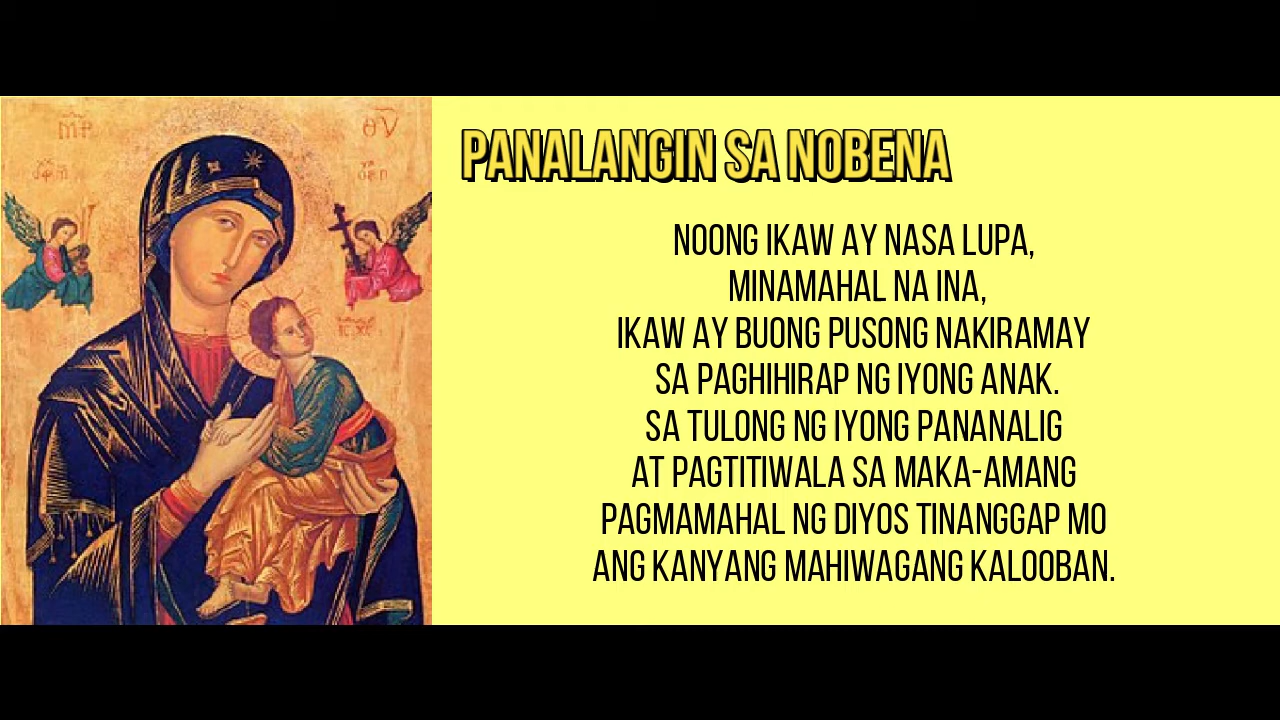 PANALANGIN SA NOBENA
NOONG IKAW AY NASA LUPA,
MINAMAHAL NA INA,
IKAW AY BUONG PUSONG NAKIRAMAY
SA PAGHIHIRAP NG IYONG ANAK.
SA TULONG NG IYONG PANANALIG
AT PAGTITIWALA SA MAKA-AMANG
PAGMAMAHAL NG DIYOS TINANGGAP MO
ANG KANYANG MAHIWAGANG KALOOBAN.